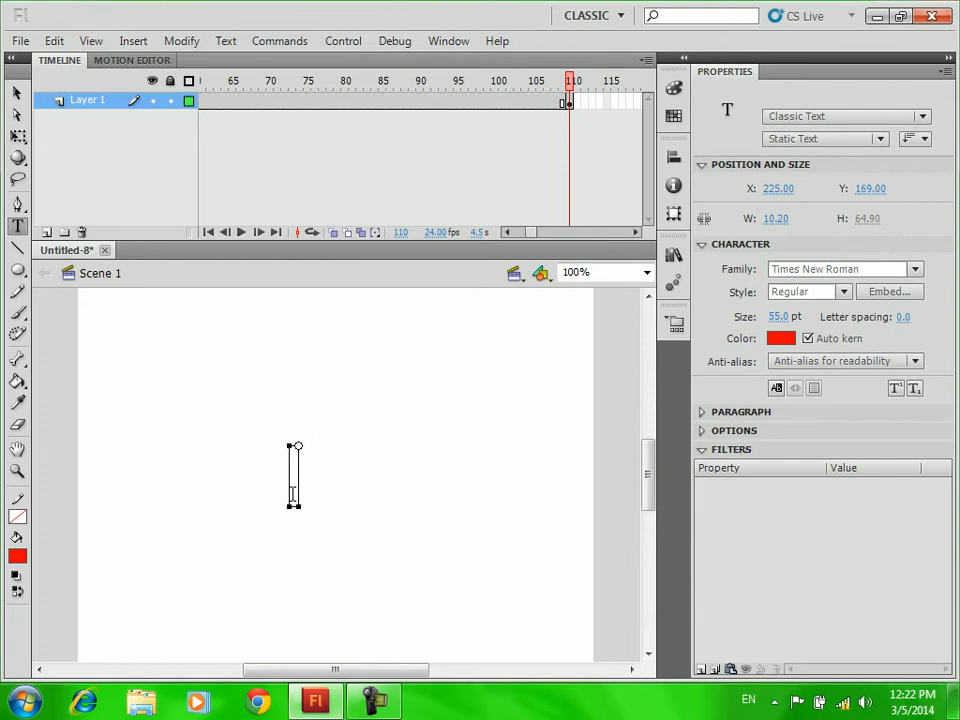 Fl CLASSIC CS Live
File Edit View Insert Modify Text Commands Control Debug Window Help
TIMELINE MOTION EDITOR
65 70 75 80 85 90 95 100 105 110 115
Layer 1
110 24.00 fps 4.5 s
Untitled-8*
Scene 1 100%
PROPERTIES
T Classic Text
Static Text
POSITION AND SIZE
X: 225.00 Y: 169.00
W: 10.20 H: 64.90
CHARACTER
Family: Times New Roman
Style: Regular Embed...
Size: 55.0 pt Letter spacing: 0.0
Color: Auto kern
Anti-alias: Anti-alias for readability
PARAGRAPH
OPTIONS
FILTERS
Property Value
Fl EN 12:22 PM
3/5/2014